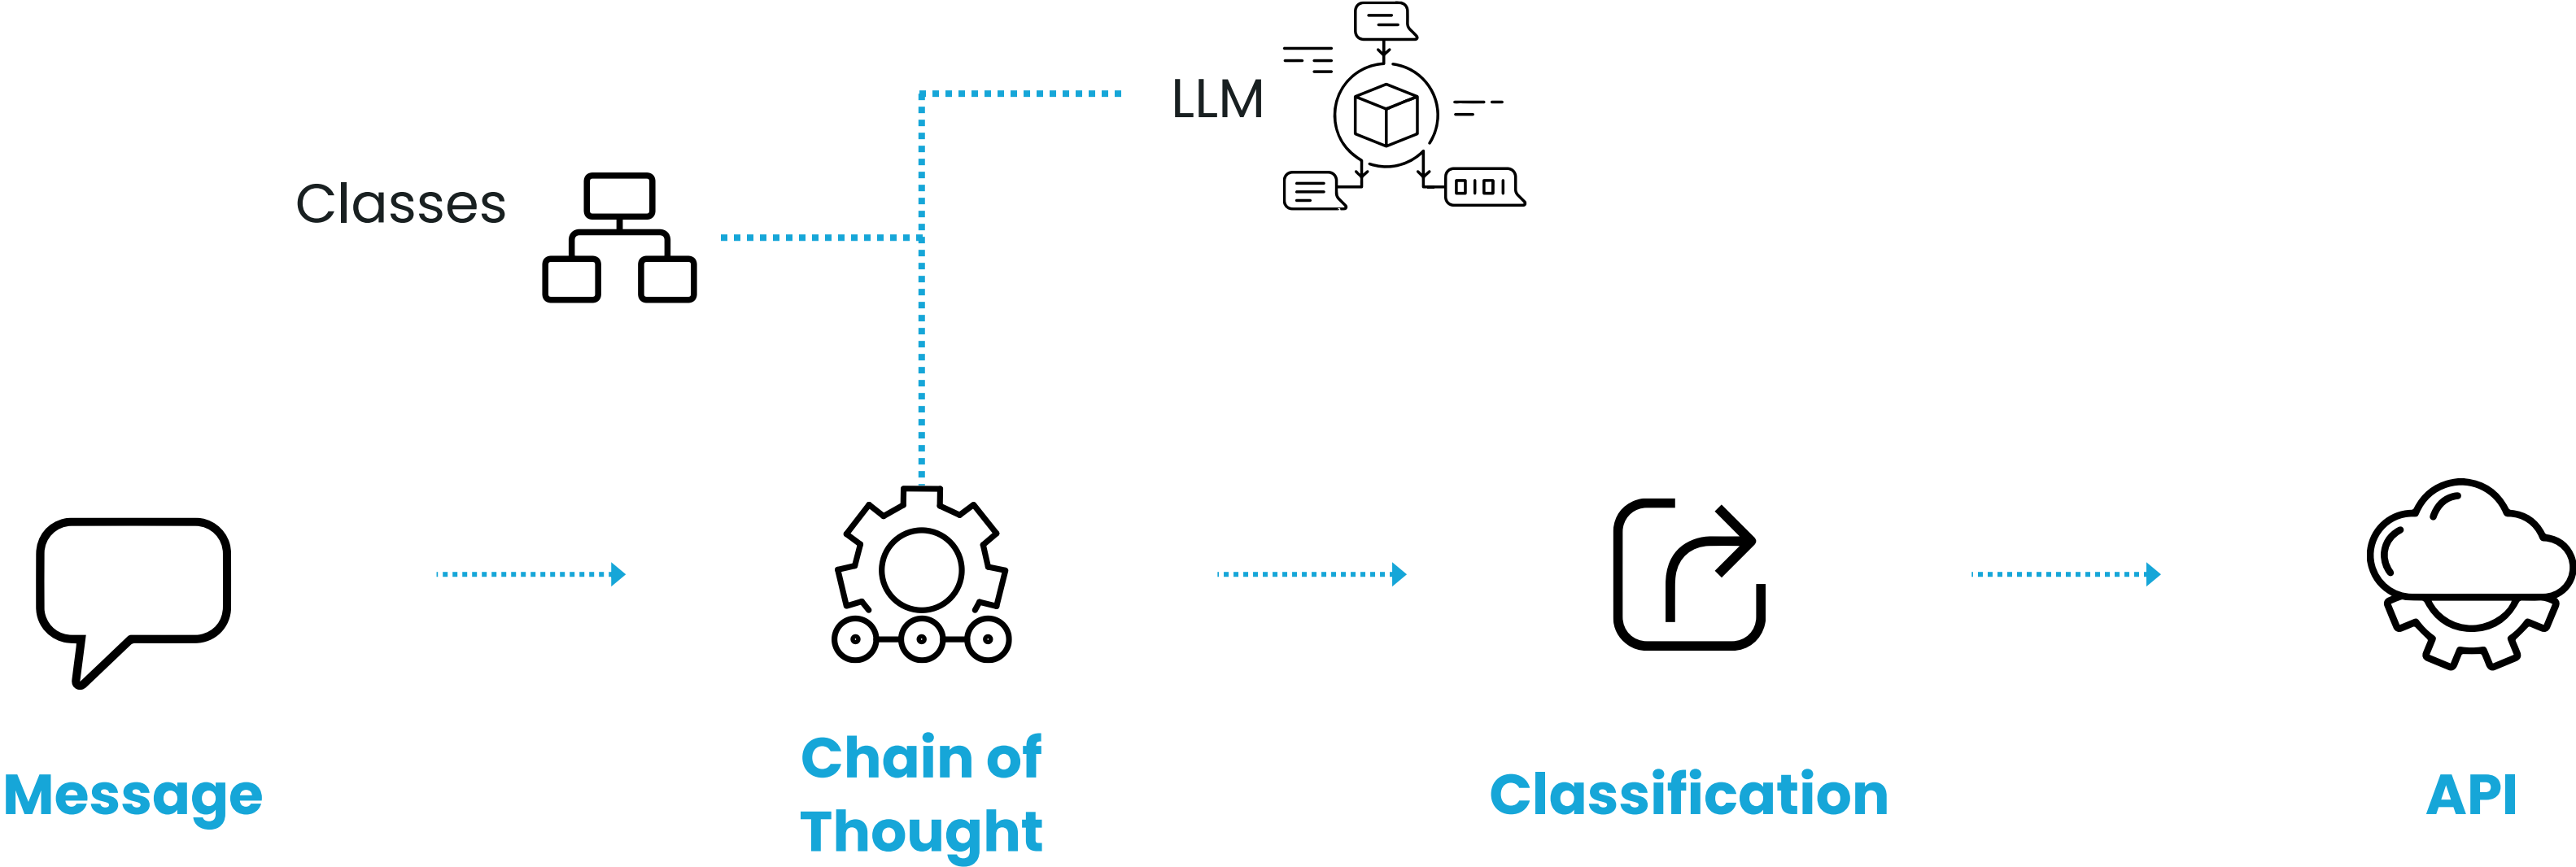 LLM
Classes
Message
Chain of
Thought
Classification
API